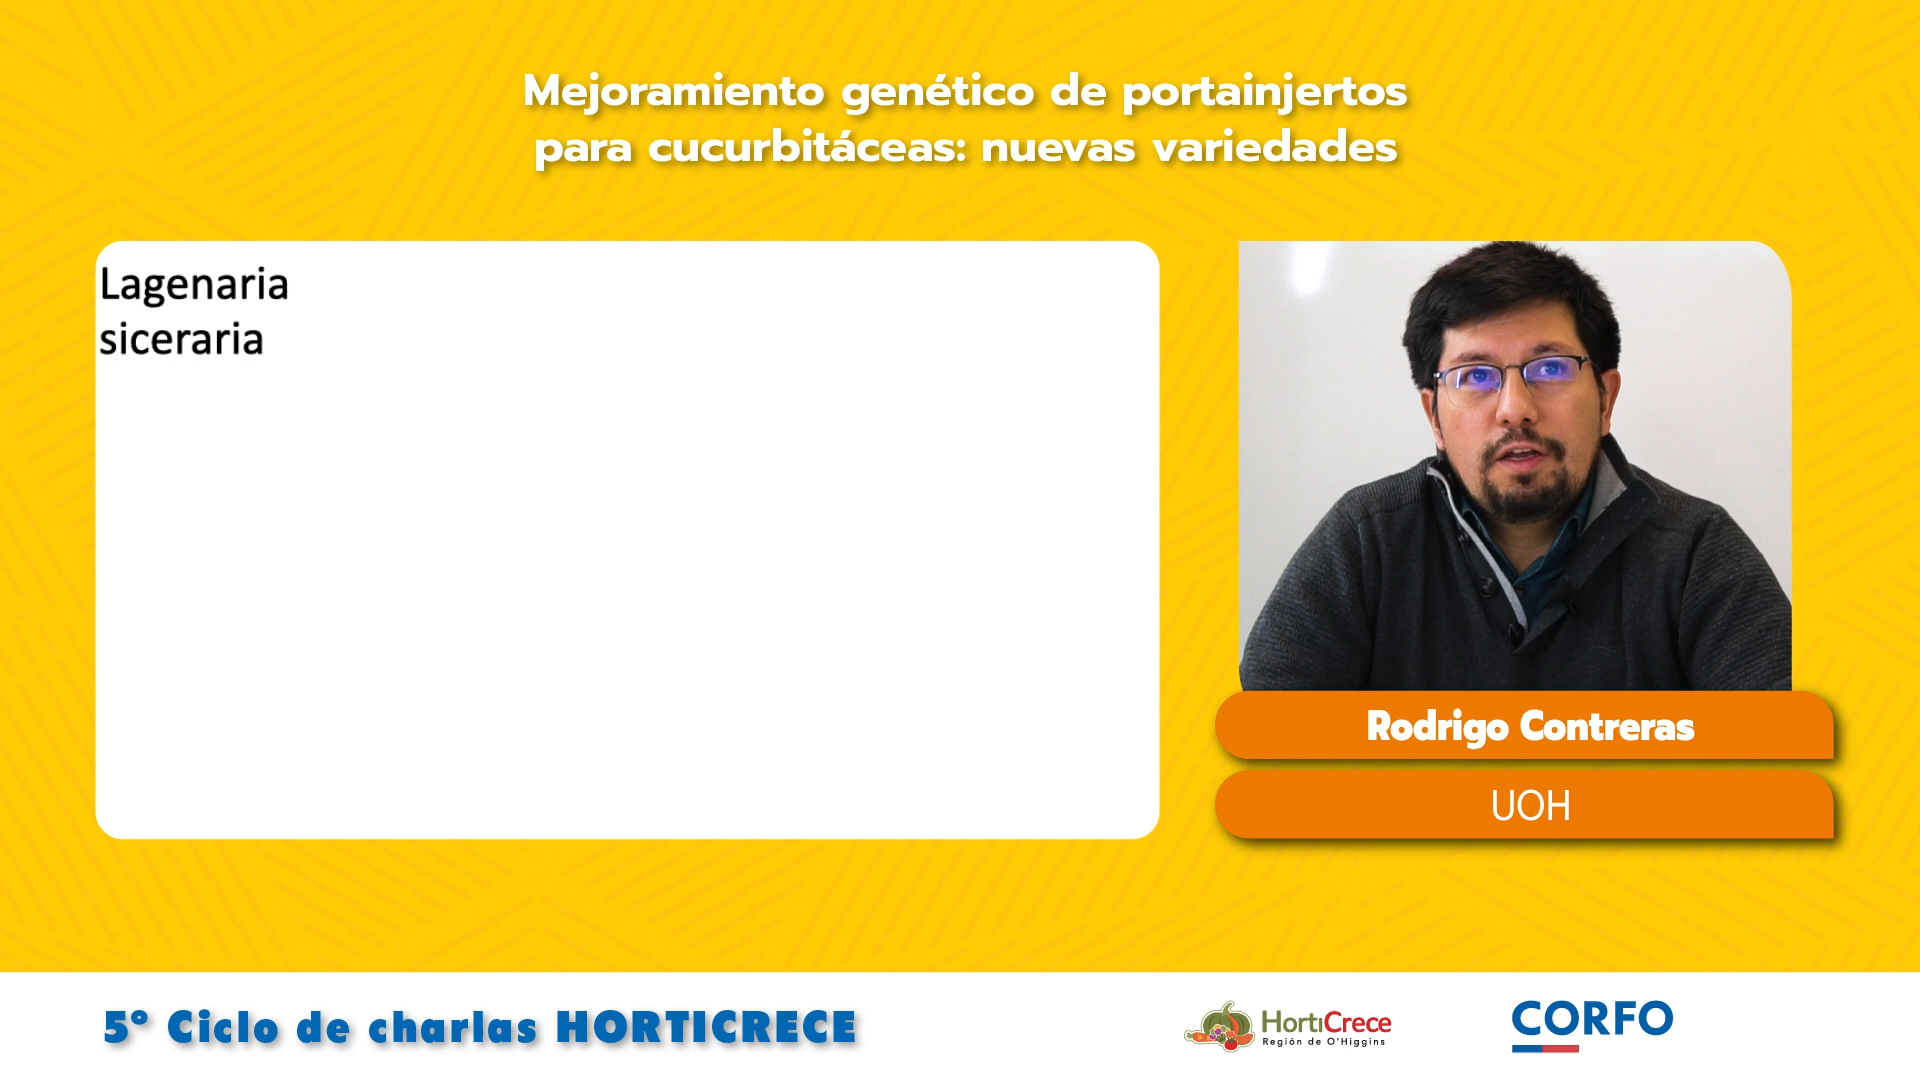 Mejoramiento genético de portainjertos
para cucurbitáceas: nuevas variedades
Lagenaria
siceraria
Rodrigo Contreras
UOH
5° Ciclo de charlas HORTICRECE
HortiCrece
Región de O'Higgins
CORFO